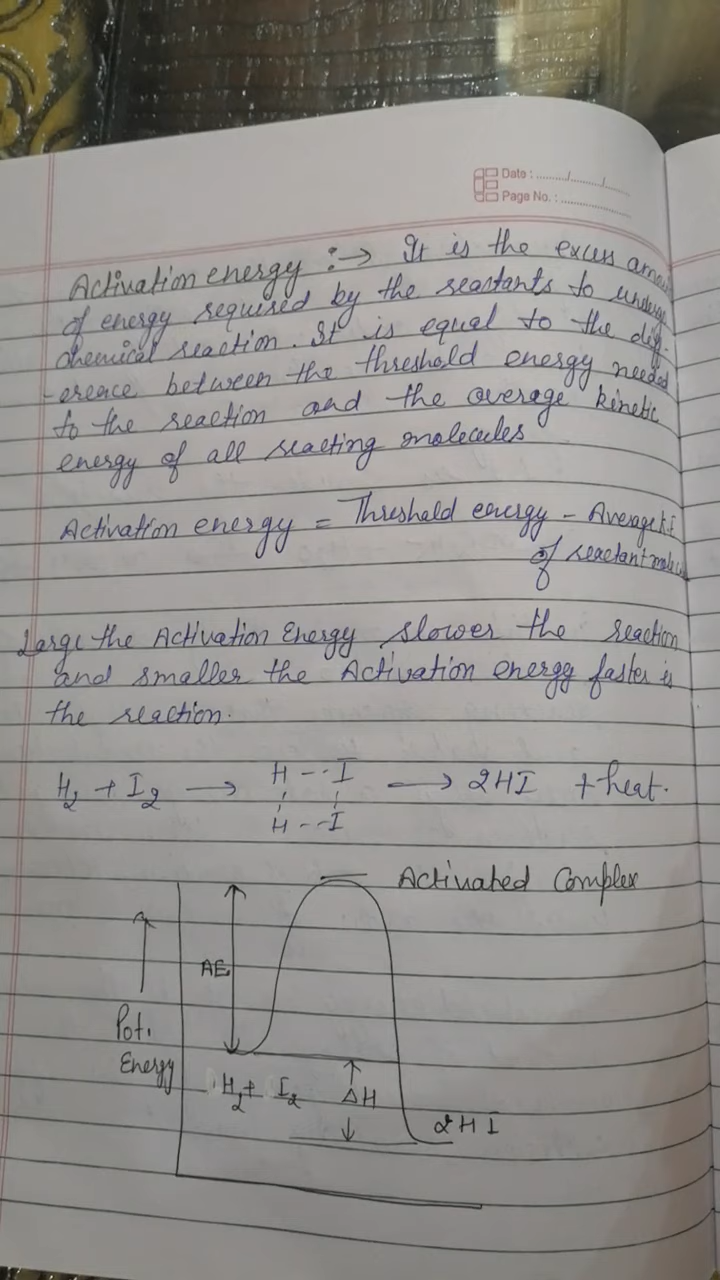 Date : ......../......../........
Page No. : ........................
Activation energy :→ It is the excess amou
of energy required by the reactants to undergo
chemical reaction. It is equal to the diff-
-erence between the threshold energy needed
to the reaction and the average kinetic
energy of all reacting molecules
Activation energy = Threshold energy - Average K.E
of reactant molecu
Large the Activation Energy slower the reaction
and smaller the Activation energy faster is
the reaction.
H2 + I2 → H--I → 2HI + heat.
H--I
Activated Complex
AE
Pot.
Energy
H2 + I2 ΔH
2HI